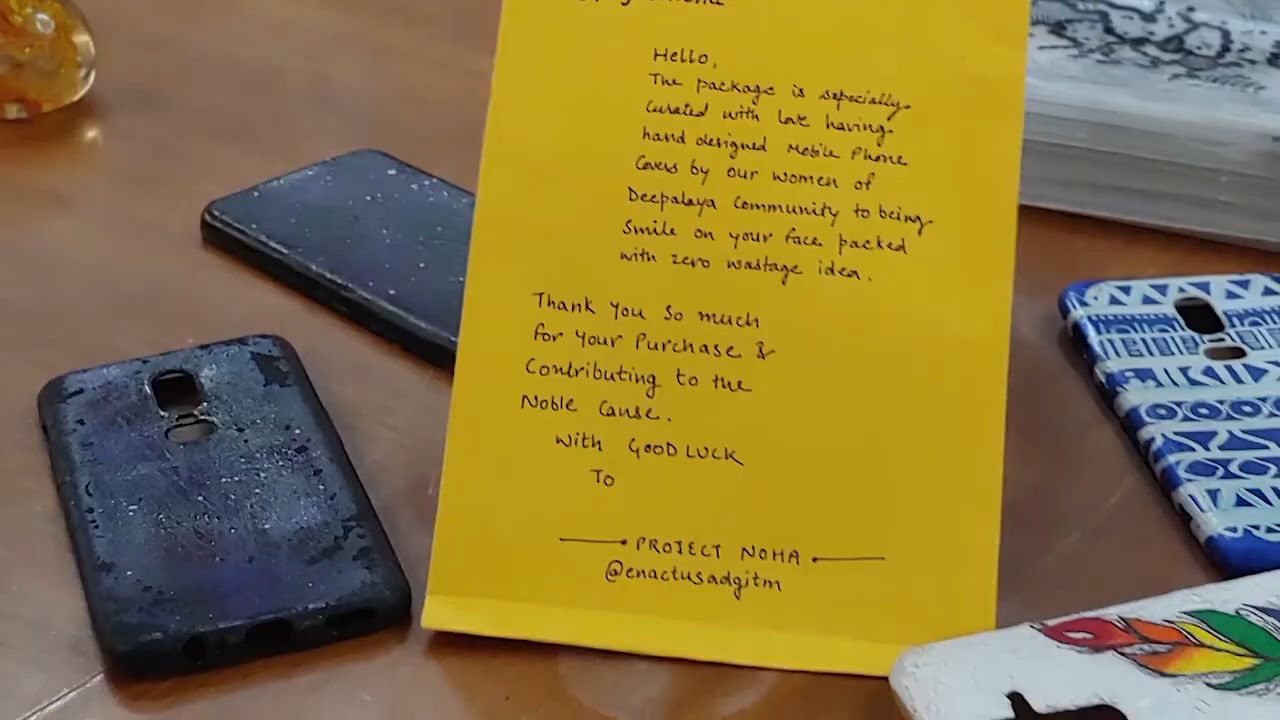 Hello,
The package is sepecially
Curated with love having
hand designed Mobile Phone
Covers by our women of
Deepalaya Community to being
Smile on your face packed
with zero wastage idea.
Thank you so much
for your Purchase &
Contributing to the
Noble Cause.
With GOOD LUCK
To
PROJECT NOHA
@enactusadgitm